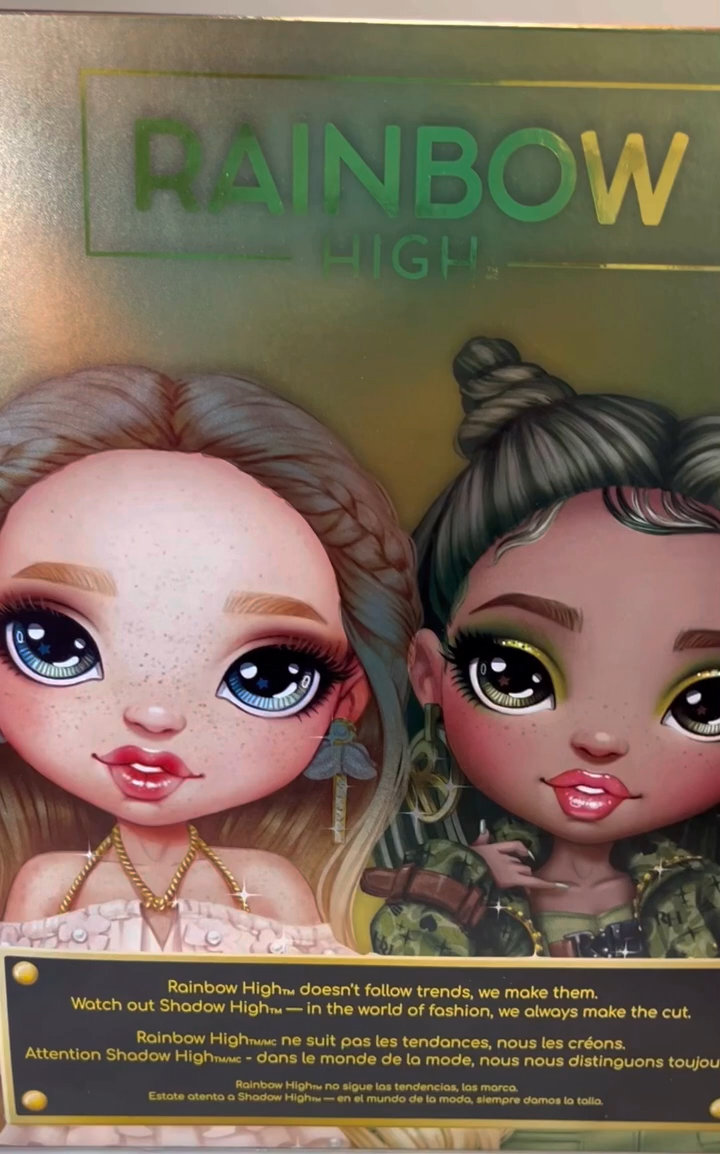 RAINBOW
HIGH™
Rainbow High™ doesn't follow trends, we make them.
Watch out Shadow High™ — in the world of fashion, we always make the cut.
Rainbow High™/MC ne suit pas les tendances, nous les créons.
Attention Shadow High™/MC - dans le monde de la mode, nous nous distinguons toujou
Rainbow High™ no sigue las tendencias, las marca.
Estate atenta a Shadow High™ — en el mundo de la moda, siempre damos la talla.